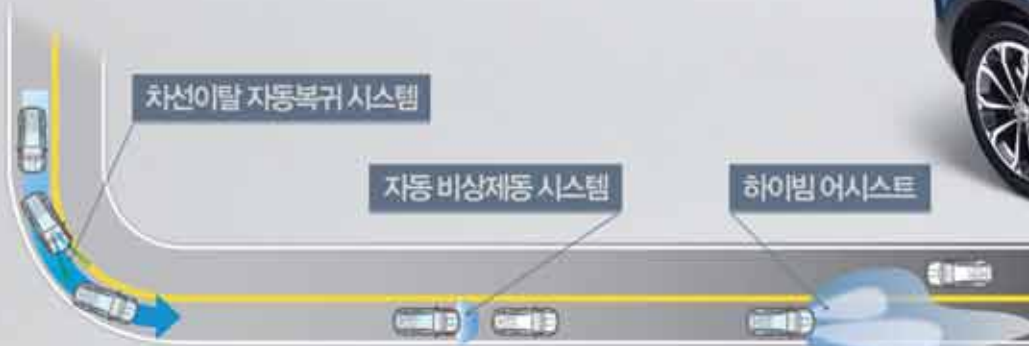 차선이탈 자동복귀 시스템
자동 비상제동 시스템
하이빔 어시스트